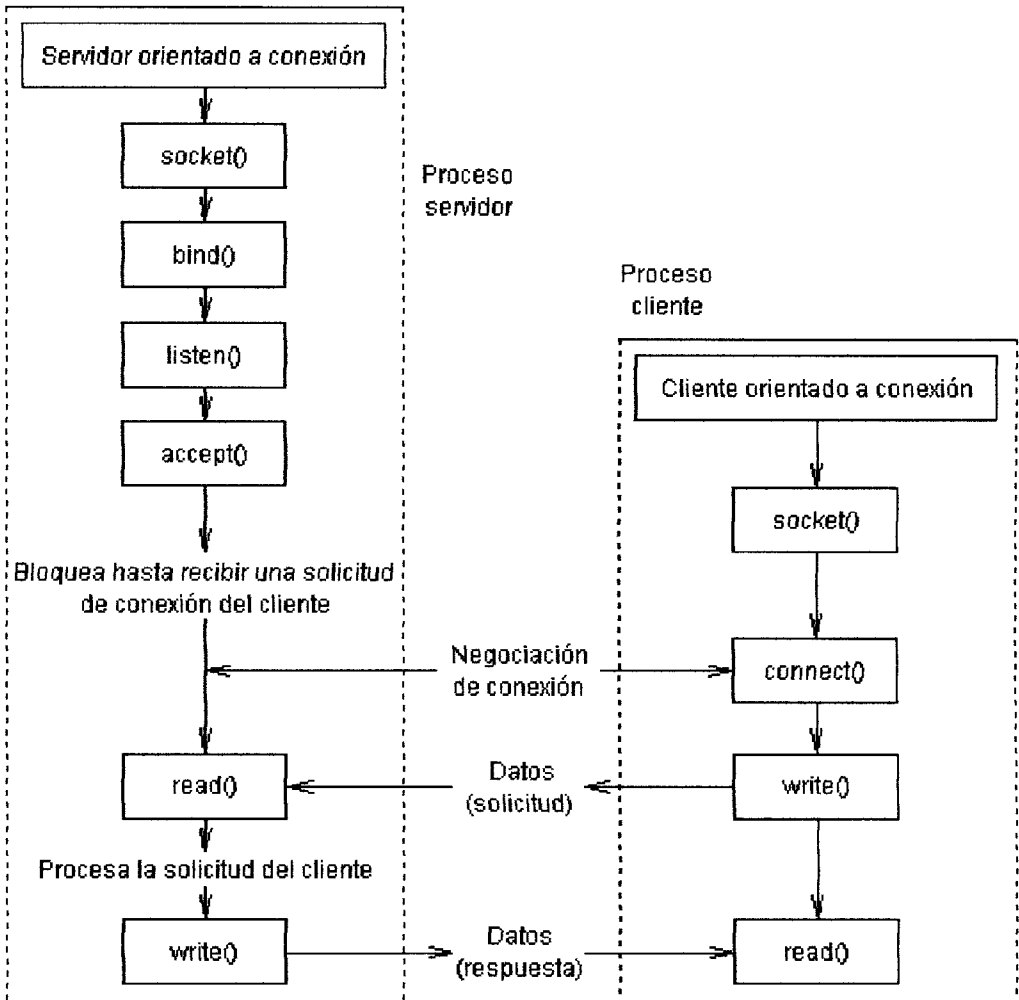 Servidor orientado a conexión
socket()
Proceso
servidor
bind()
listen()
accept()
Bloquea hasta recibir una solicitud
de conexión del cliente
Proceso
cliente
Cliente orientado a conexión
socket()
Negociación
de conexión
connect()
read()
Datos
(solicitud)
write()
Procesa la solicitud del cliente
write()
Datos
(respuesta)
read()